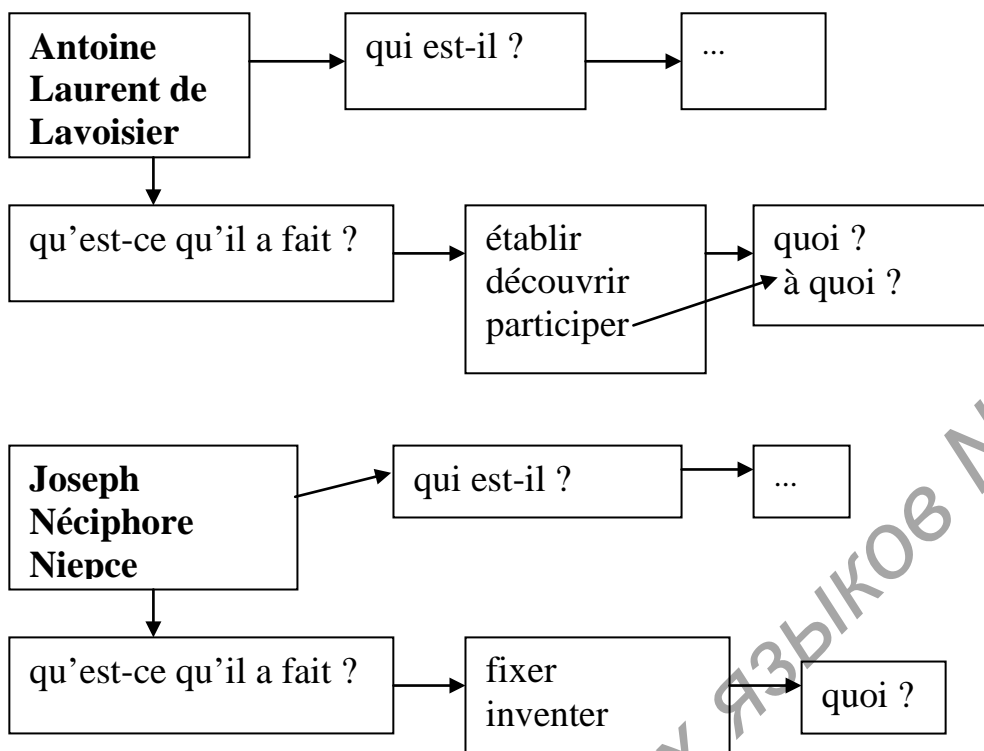 Antoine
Laurent de
Lavoisier
qui est-il ?
...
qu’est-ce qu’il a fait ?
établir
découvrir
participer
quoi ?
à quoi ?
Joseph
Néciphore
Niepce
qui est-il ?
...
qu’est-ce qu’il a fait ?
fixer
inventer
quoi ?
языков